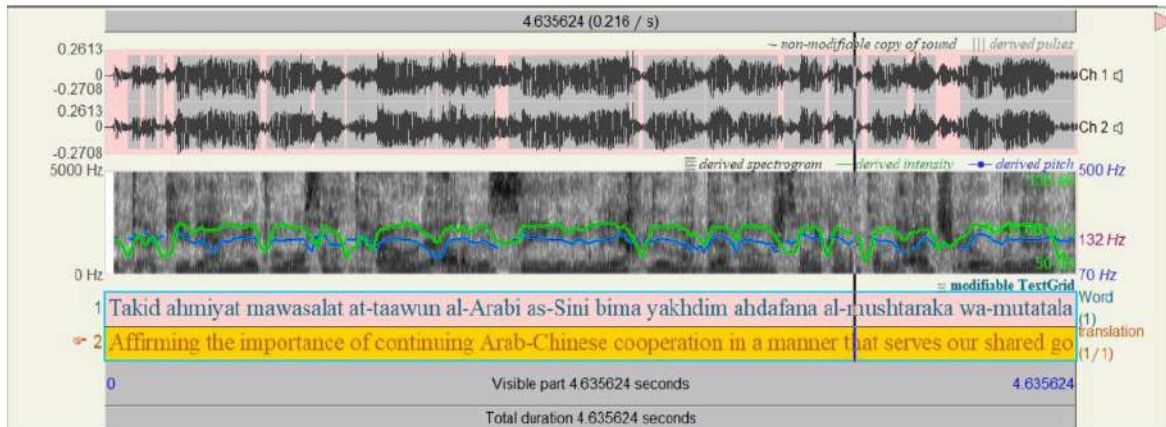 4.635624 (0.216 / s)
~ non-modifiable copy of sound ||| derived pulses
0.2613
0
-0.2708
Ch 1
0.2613
0
-0.2708
Ch 2
derived spectrogram derived intensity derived pitch
5000 Hz
500 Hz
132 Hz
0 Hz
70 Hz
modifiable TextGrid
1 Takid ahmiyat mawasalat at-taawun al-Arabi as-Sini bima yakhdim ahdafana al-mushtaraka wa-mutatala
Word
(1)
2 Affirming the importance of continuing Arab-Chinese cooperation in a manner that serves our shared go
translation
(1/1)
0 Visible part 4.635624 seconds 4.635624
Total duration 4.635624 seconds